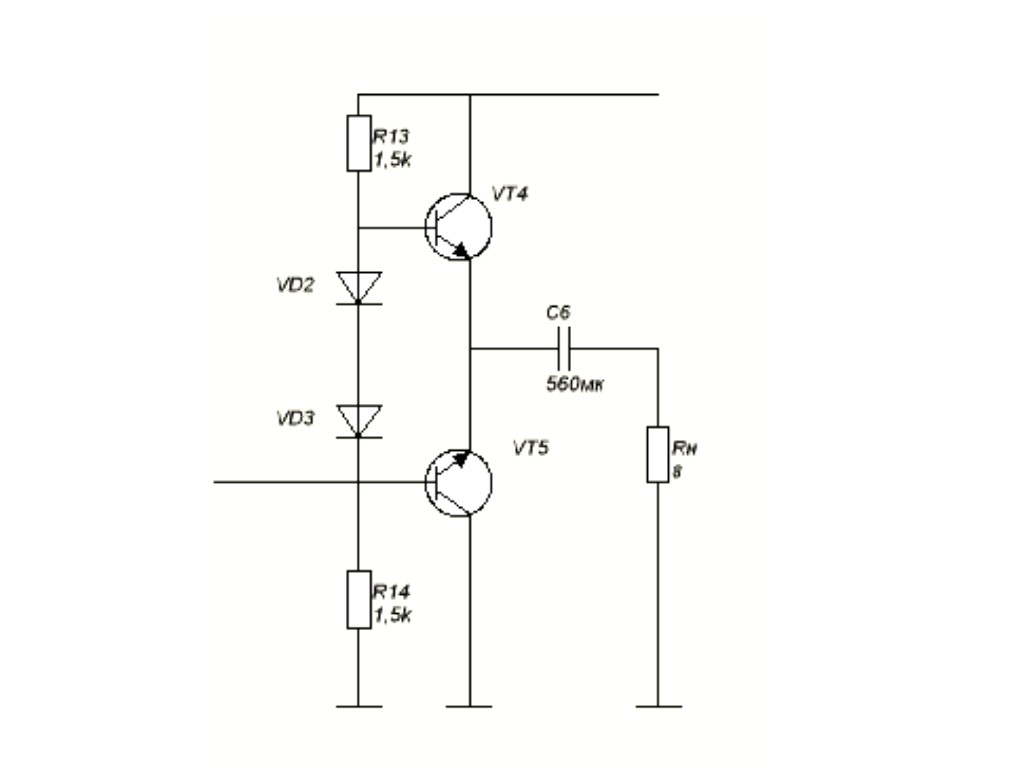 R13
1,5k
VT4
VD2
C6
560мк
VD3
VT5
Rн
8
R14
1,5k